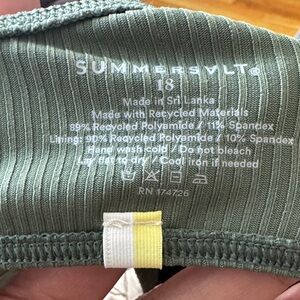 SUMMERSALT®
18
Made in Sri Lanka
Made with Recycled Materials
89% Recycled Polyamide / 11% Spandex
Lining: 90% Recycled Polyamide / 10% Spandex
Hand wash cold / Do not bleach
Lay flat to dry / Cool iron if needed
RN 174726